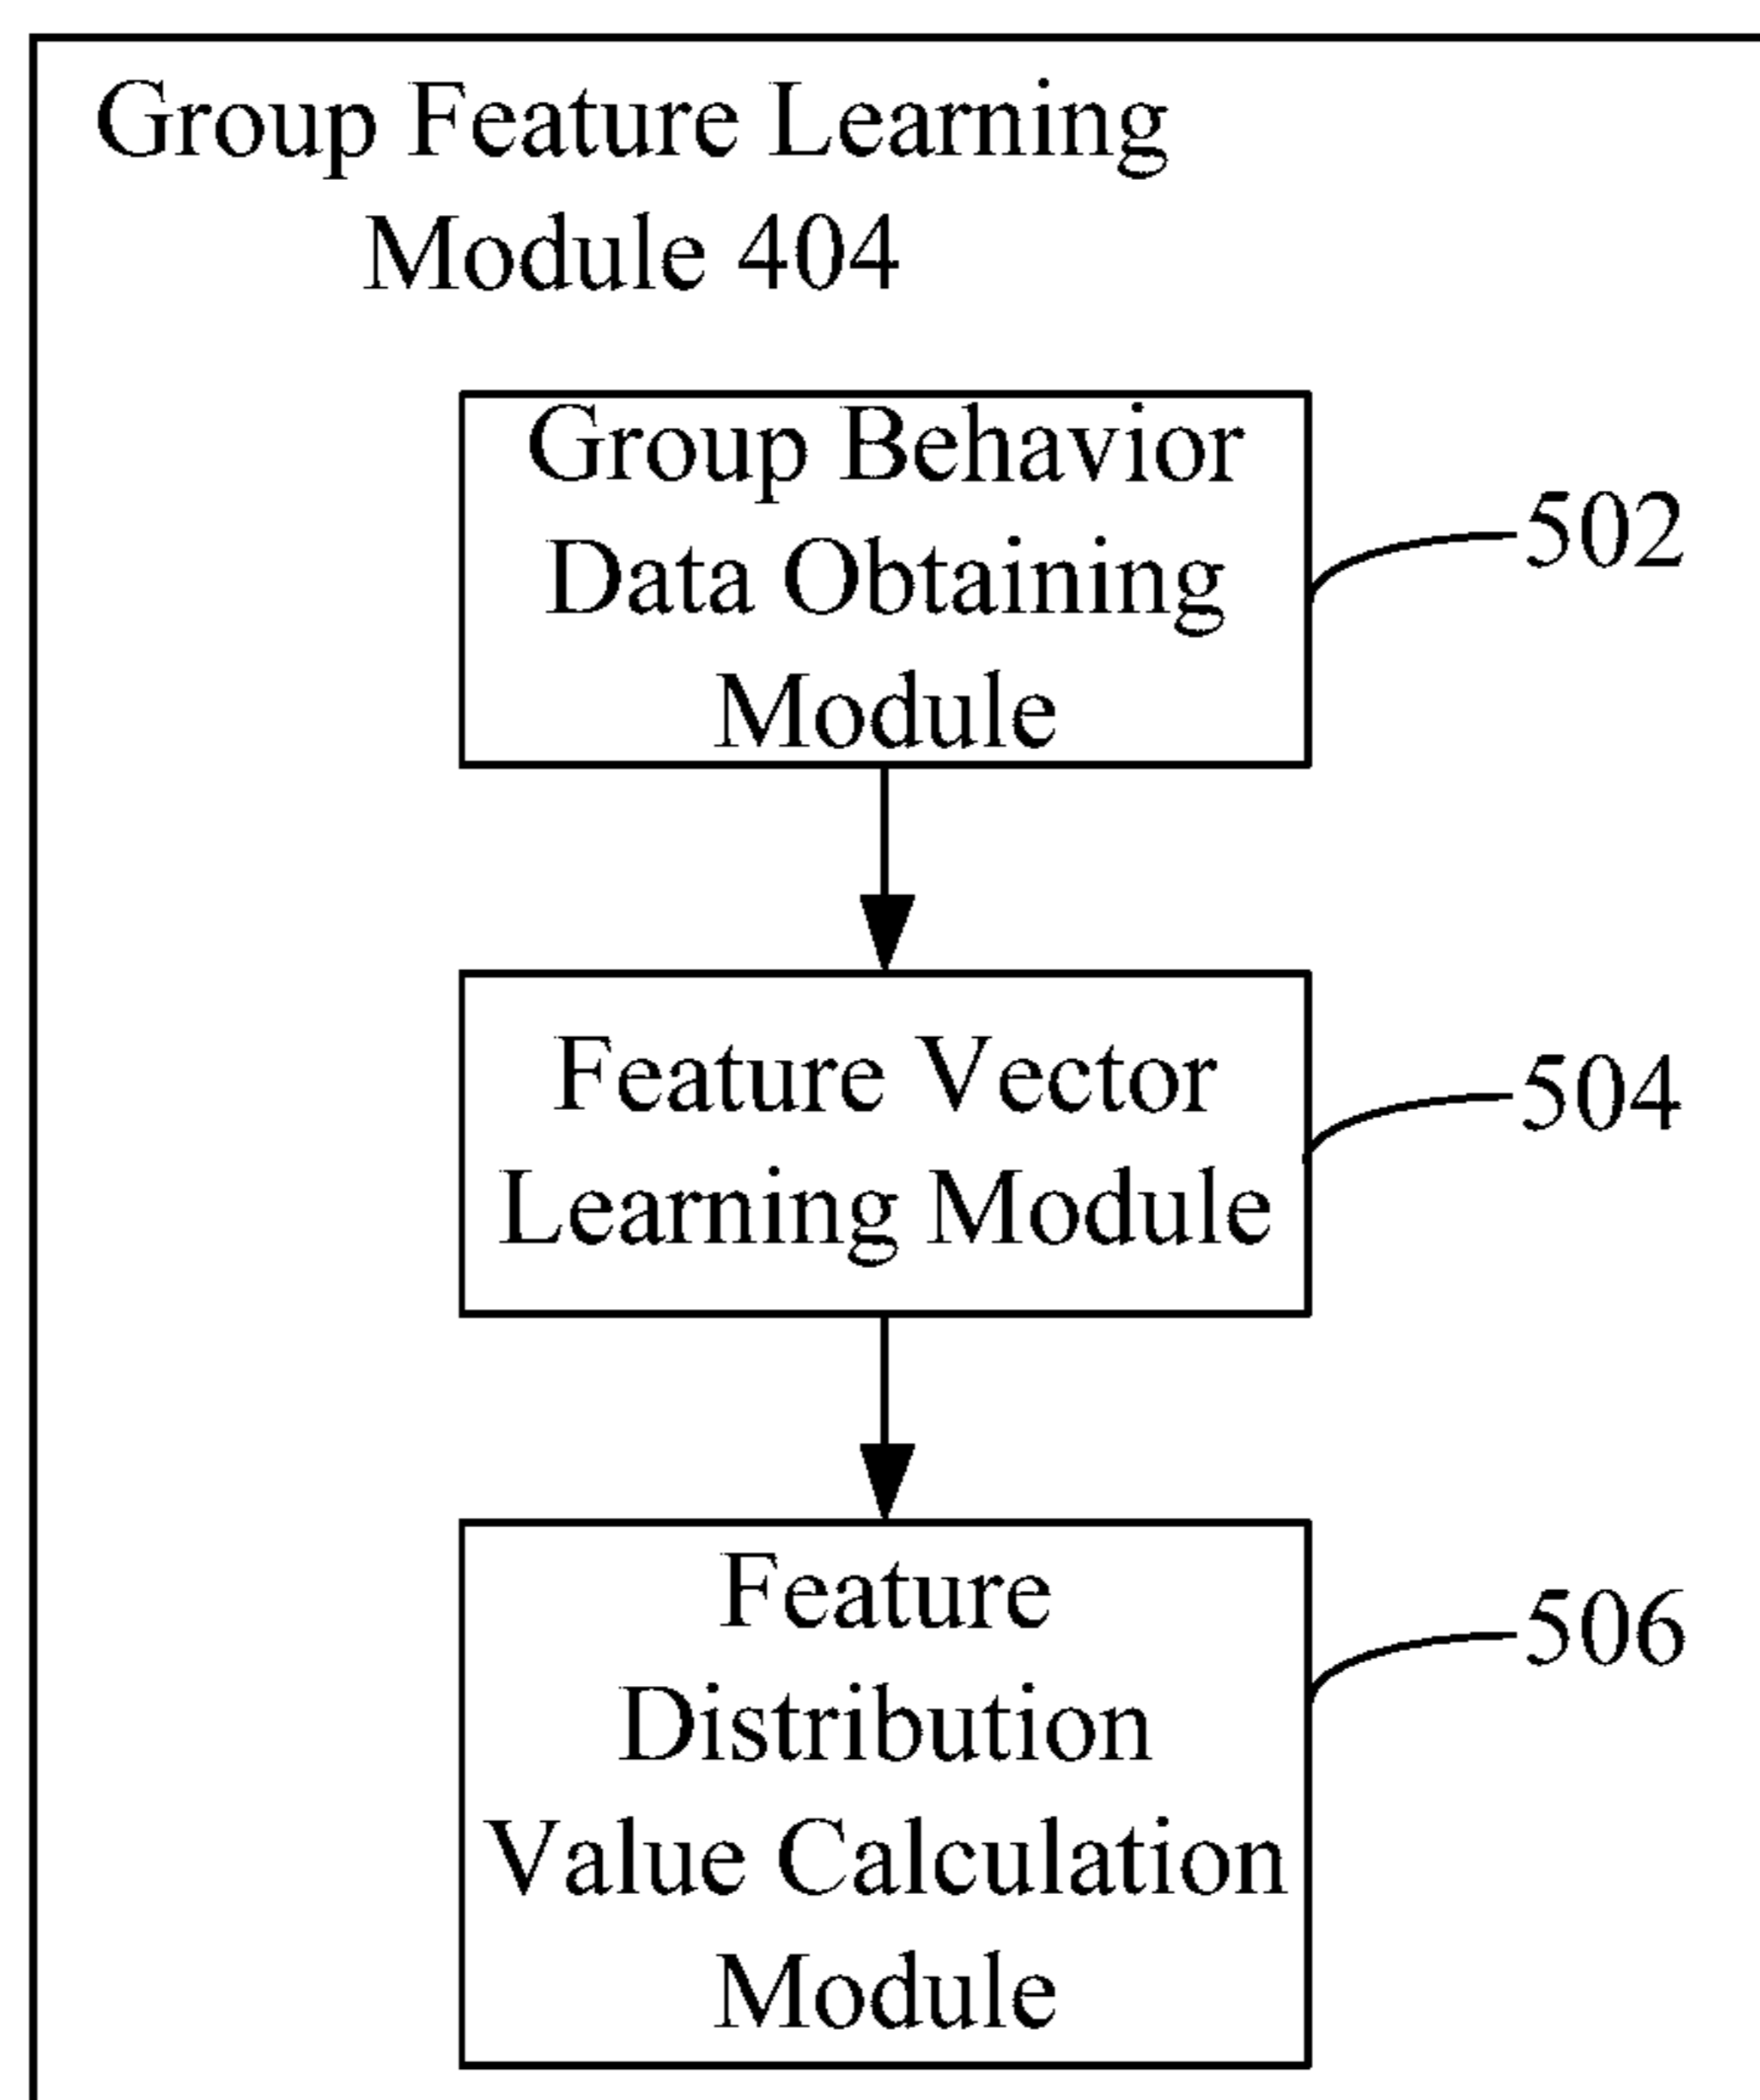 Group Feature Learning
Module 404
Group Behavior
Data Obtaining
Module
502
Feature Vector
Learning Module
504
Feature
Distribution
Value Calculation
Module
506